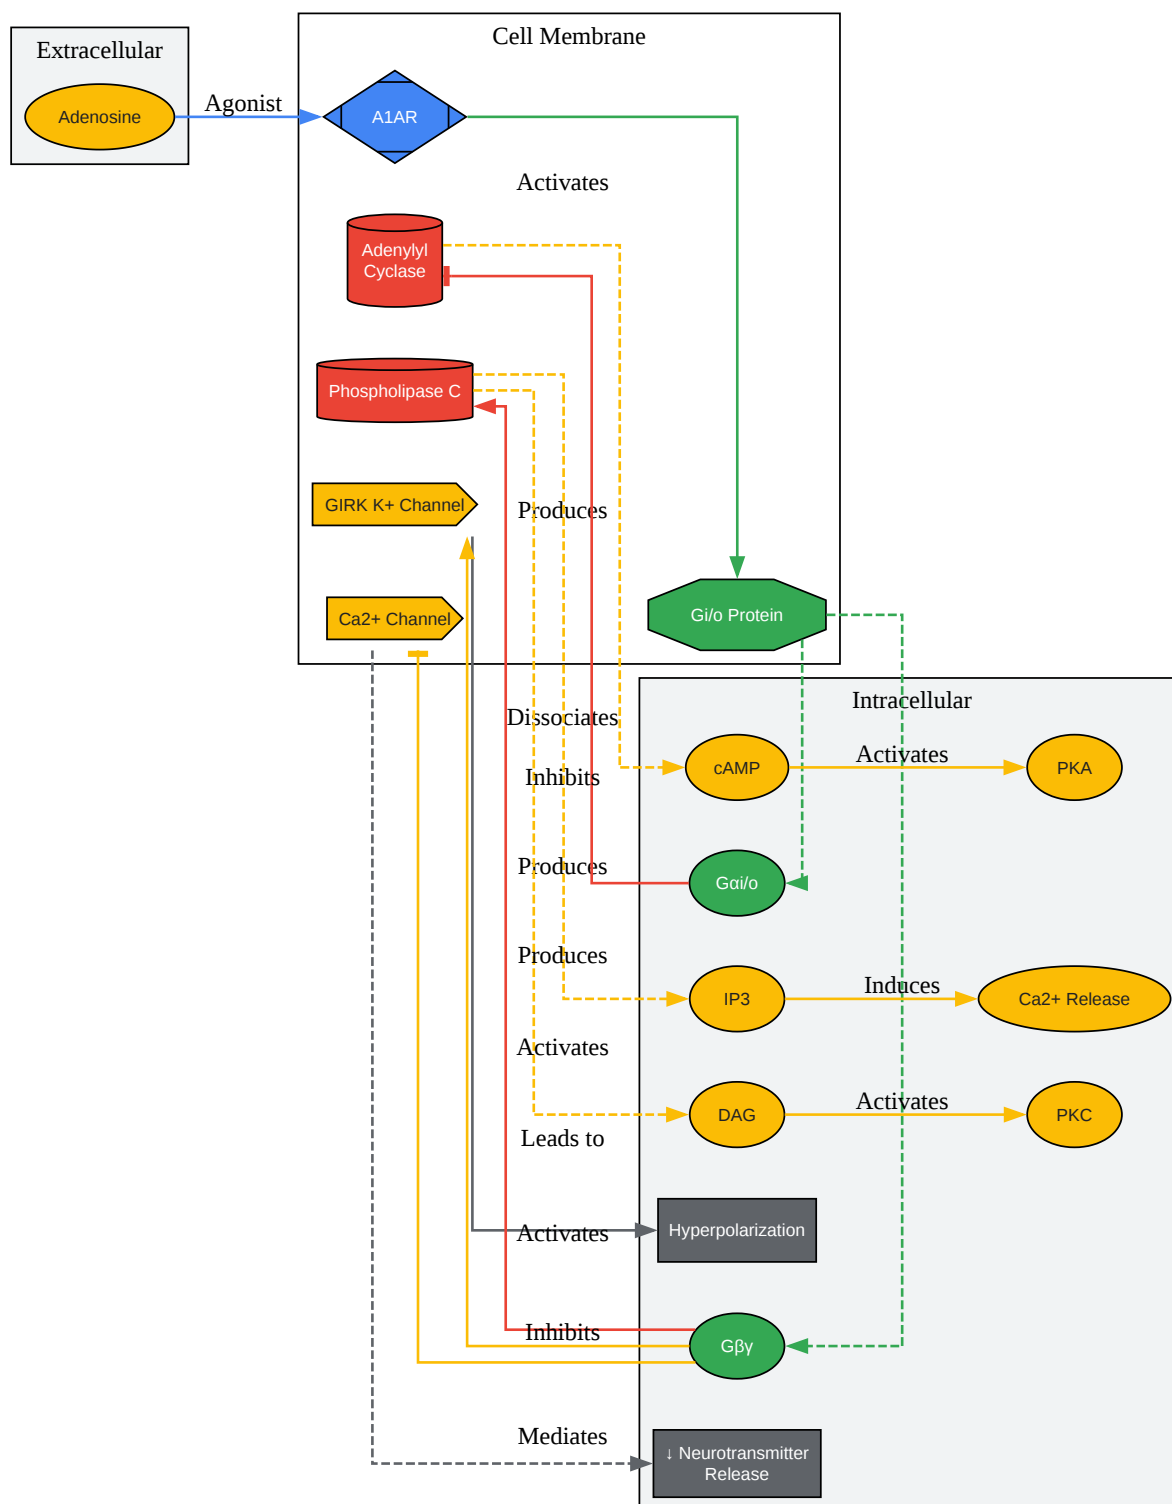 Extracellular
Cell Membrane
Adenosine
Agonist
A1AR
Activates
Adenylyl
Cyclase
Phospholipase C
GIRK K+ Channel
Produces
Ca2+ Channel
Gi/o Protein
Intracellular
Dissociates
cAMP
Activates
PKA
Inhibits
Produces
Gαi/o
Produces
IP3
Induces
Ca2+ Release
Activates
DAG
Activates
PKC
Leads to
Hyperpolarization
Activates
Inhibits
Gβγ
Mediates
↓ Neurotransmitter
Release